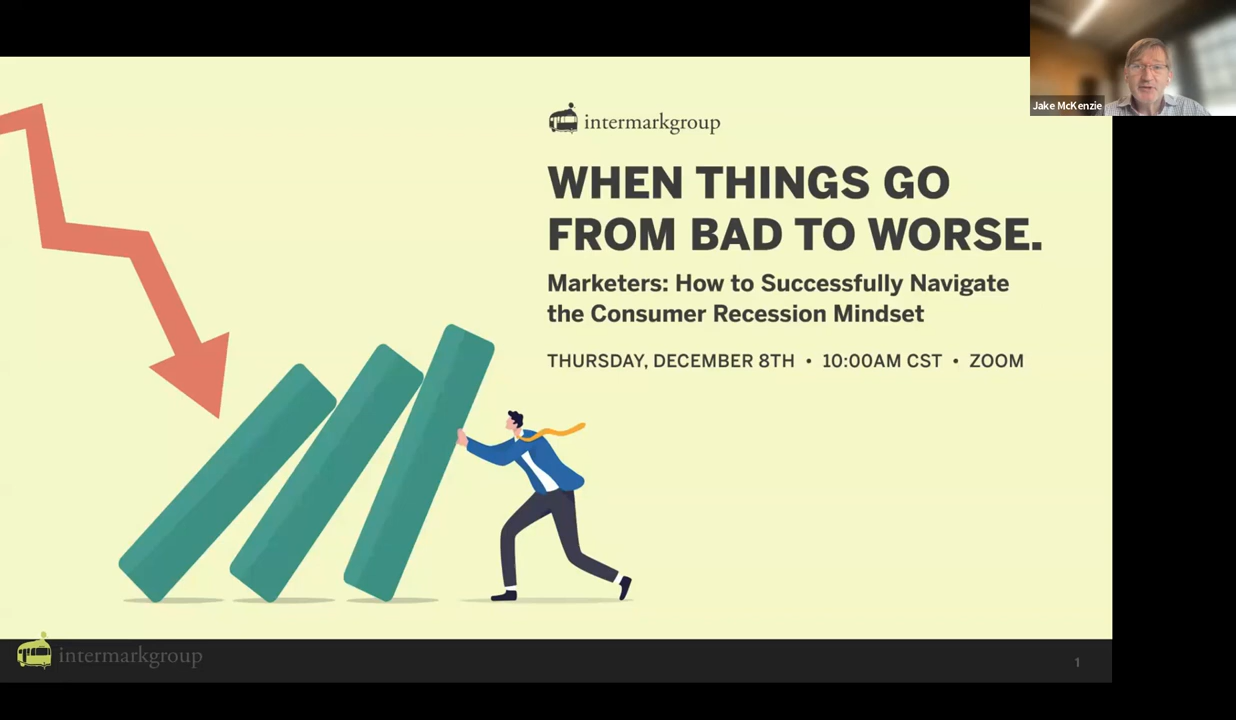 Jake McKenzie
intermarkgroup
WHEN THINGS GO
FROM BAD TO WORSE.
Marketers: How to Successfully Navigate
the Consumer Recession Mindset
THURSDAY, DECEMBER 8TH • 10:00AM CST • ZOOM
intermarkgroup
1